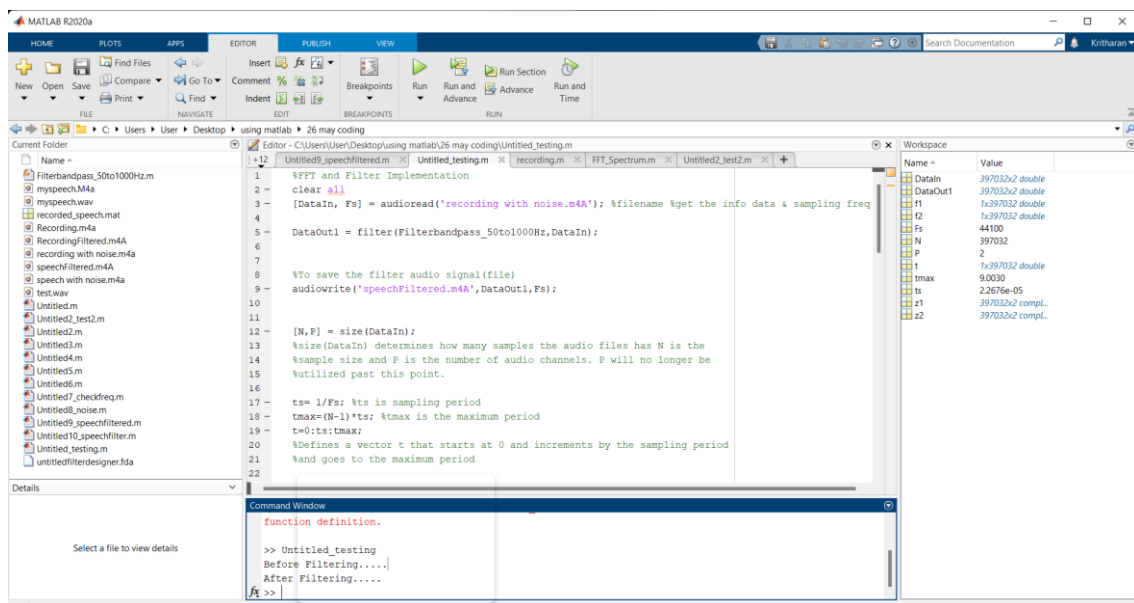 MATLAB R2020a
HOME PLOTS APPS EDITOR PUBLISH VIEW
Search Documentation
Kritharan
New Open Save
Find Files
Compare
Print
FILE
Go To
Find
NAVIGATE
Insert fx
Comment %
Indent
EDIT
Breakpoints
BREAKPOINTS
Run
Run and Advance
Run Section
Advance
Run and Time
RUN
C: Users User Desktop using matlab 26 may coding
Current Folder
Name
Filterbandpass_50to1000Hz.m
myspeech.M4a
myspeech.wav
recorded_speech.mat
Recording.m4a
RecordingFiltered.m4A
recording with noise.m4a
speechFiltered.m4A
speech with noise.m4a
test.wav
Untitled.m
Untitled2_test2.m
Untitled2.m
Untitled3.m
Untitled4.m
Untitled5.m
Untitled6.m
Untitled7_checkfreq.m
Untitled8_noise.m
Untitled9_speechfiltered.m
Untitled10_speechfilter.m
Untitled_testing.m
untitledfilterdesigner.fda
Details
Select a file to view details
Editor - C:\Users\User\Desktop\using matlab\26 may coding\Untitled_testing.m
+12 Untitled9_speechfiltered.m Untitled_testing.m recording.m FFT_Spectrum.m Untitled2_test2.m +
1 %FFT and Filter Implementation
2 - clear all
3 - [DataIn, Fs] = audioread('recording with noise.m4A'); %filename %get the info data & sampling freq
4
5 - DataOut1 = filter(Filterbandpass_50to1000Hz,DataIn);
6
7
8 %To save the filter audio signal(file)
9 - audiowrite('speechFiltered.m4A',DataOut1,Fs);
10
11
12 - [N,P] = size(DataIn);
13 %size(DataIn) determines how many samples the audio files has N is the
14 %sample size and P is the number of audio channels. P will no longer be
15 %utilized past this point.
16
17 - ts= 1/Fs; %ts is sampling period
18 - tmax=(N-1)*ts; %tmax is the maximum period
19 - t=0:ts:tmax;
20 %Defines a vector t that starts at 0 and increments by the sampling period
21 %and goes to the maximum period
22
Command Window
function definition.
>> Untitled_testing
Before Filtering.....
After Filtering.....
fx >>
Workspace
Name Value
DataIn 397032x2 double
DataOut1 397032x2 double
f1 1x397032 double
f2 1x397032 double
Fs 44100
N 397032
P 2
t 1x397032 double
tmax 9.0030
ts 2.2676e-05
z1 397032x2 compl...
z2 397032x2 compl...